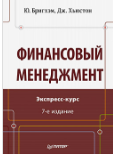 Ю. Бригхэм, Дж. Хьюстон
ФИНАНСОВЫЙ
МЕНЕДЖМЕНТ
Экспресс-курс
7-е издание
ПИТЕР